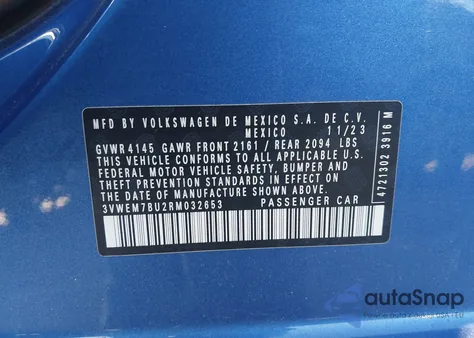 MFD BY VOLKSWAGEN DE MEXICO S.A. DE C.V.
MEXICO 11/23
GVWR 4145 GAWR FRONT 2161 / REAR 2094 LBS
THIS VEHICLE CONFORMS TO ALL APPLICABLE U.S.
FEDERAL MOTOR VEHICLE SAFETY, BUMPER AND
THEFT PREVENTION STANDARDS IN EFFECT ON
THE DATE OF MANUFACTURE SHOWN ABOVE
3VWEM7BU2RM032653 PASSENGER CAR
4721302 3916 M
autoSnap